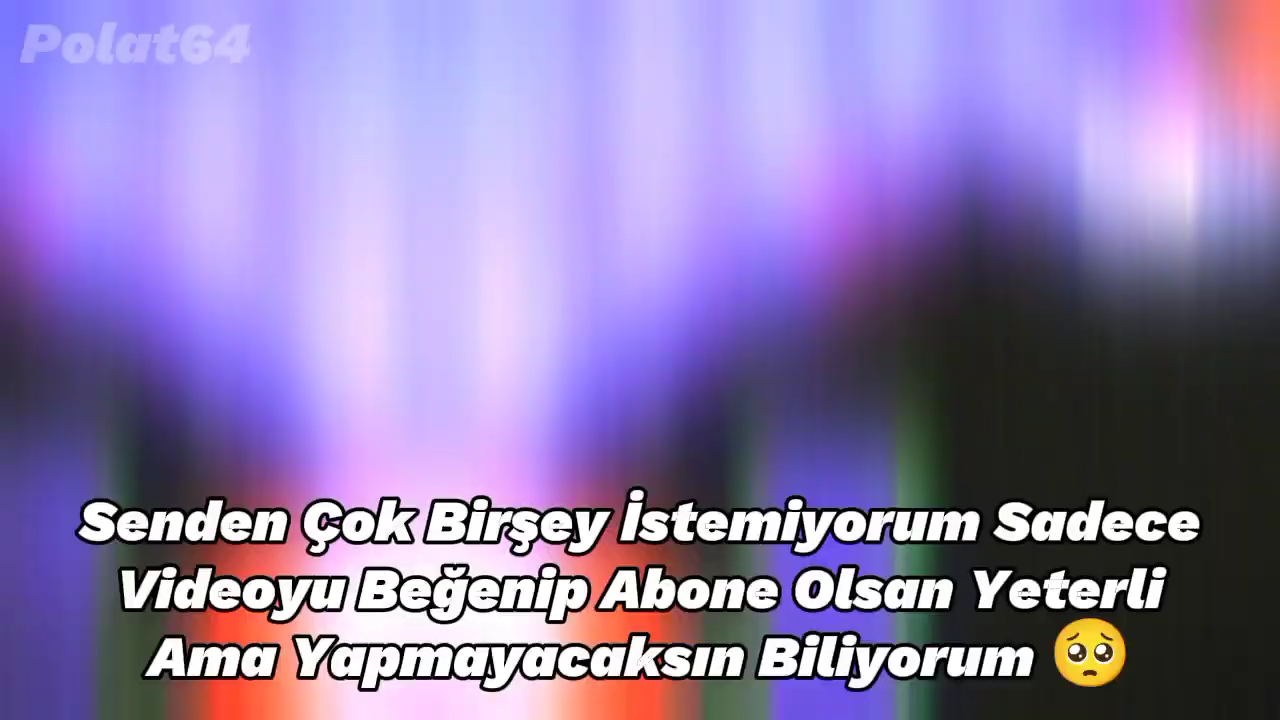 Polat64
Senden Çok Birşey İstemiyorum Sadece
Videoyu Beğenip Abone Olsan Yeterli
Ama Yapmayacaksın Biliyorum 🥺